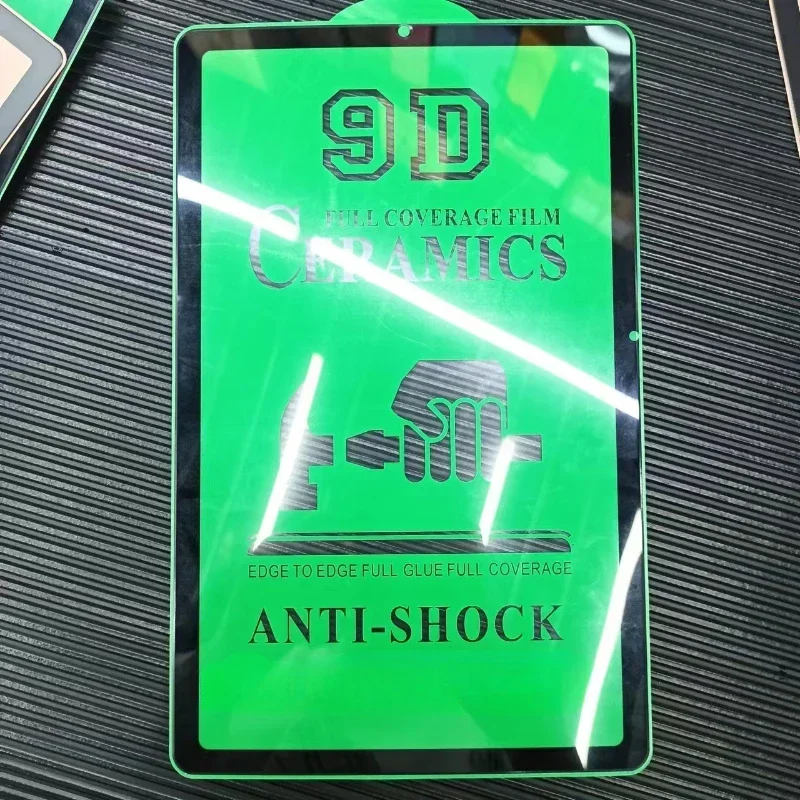 9D
FULL COVERAGE FILM
CERAMICS
EDGE TO EDGE FULL GLUE FULL COVERAGE
ANTI-SHOCK